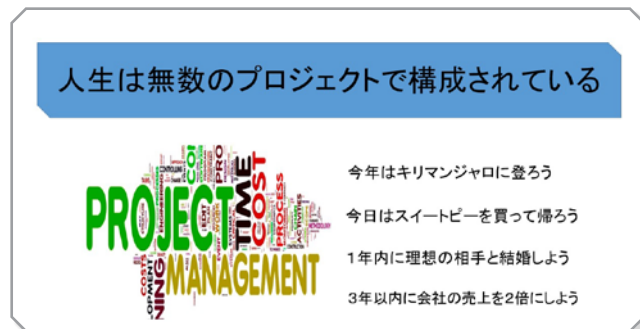 人生は無数のプロジェクトで構成されている
今年はキリマンジャロに登ろう
今日はスイートピーを買って帰ろう
1年内に理想の相手と結婚しよう
3年以内に会社の売上を2倍にしよう
PROJECT
MANAGEMENT
TIME
COST
PROCESS
COSTS